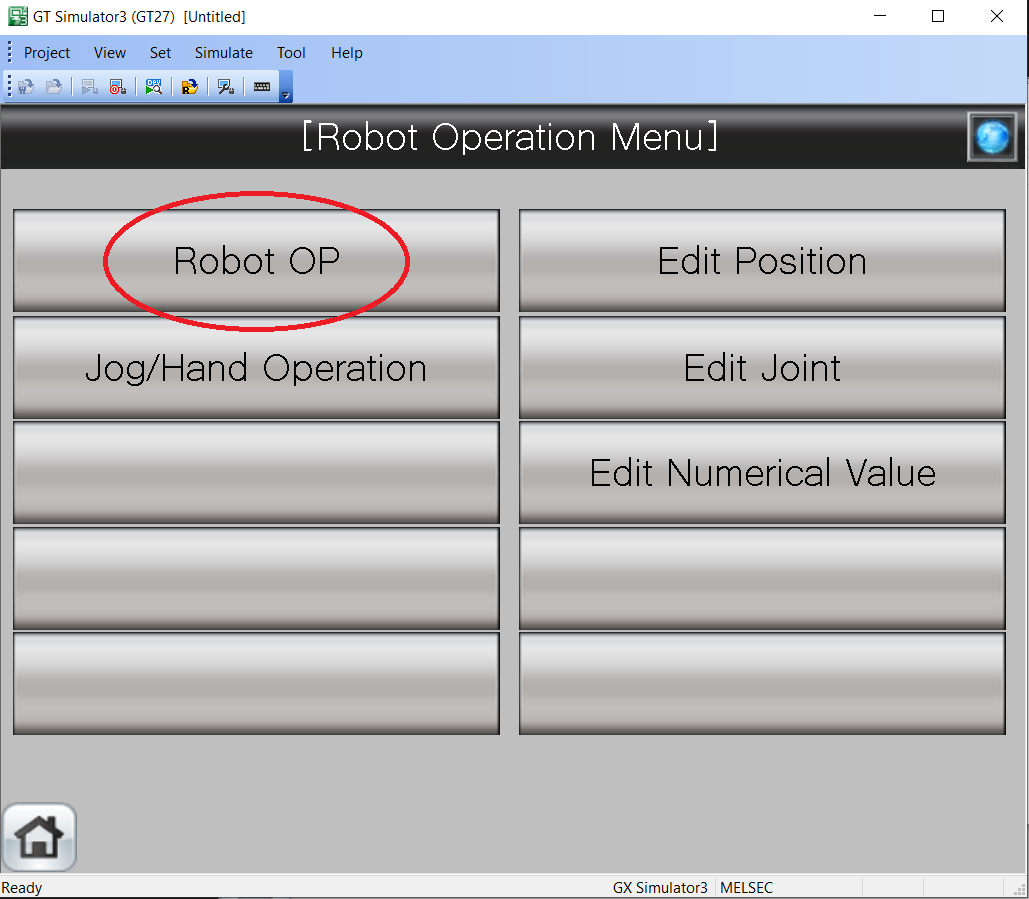 GT Simulator3 (GT27) [Untitled]
Project View Set Simulate Tool Help
[Robot Operation Menu]
Robot OP
Edit Position
Jog/Hand Operation
Edit Joint
Edit Numerical Value
Ready
GX Simulator3 MELSEC